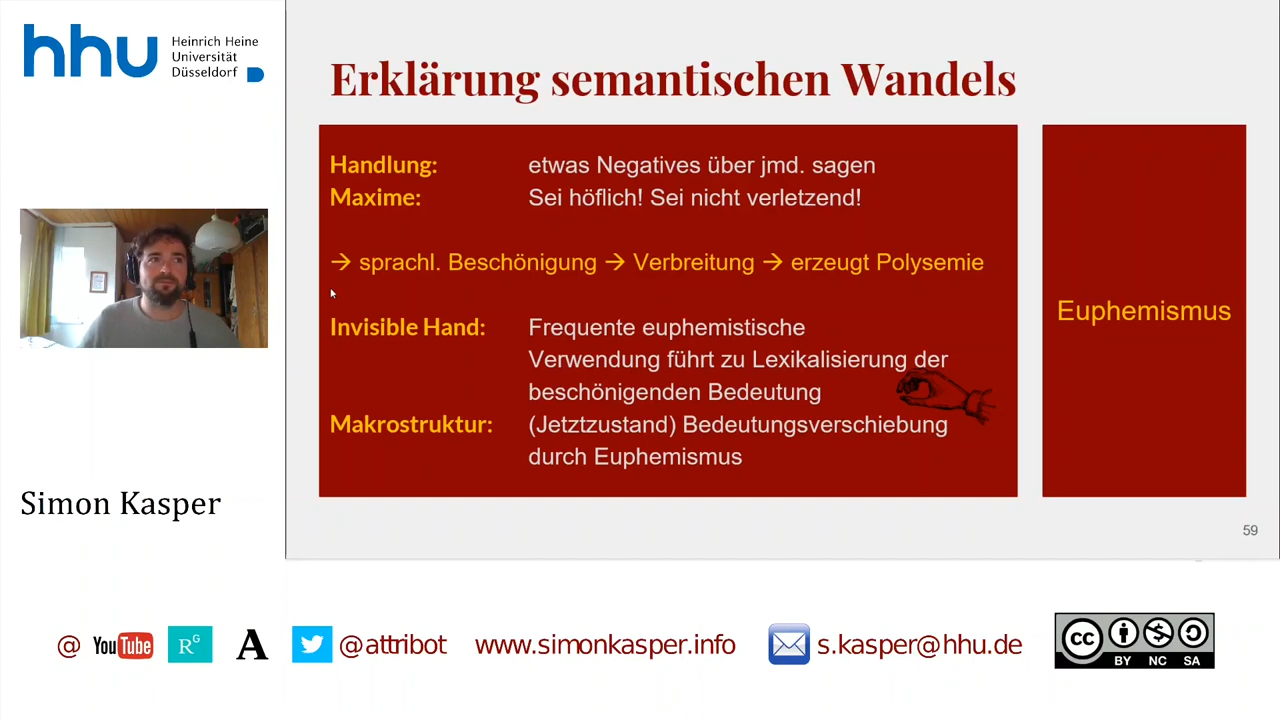 hhu
Heinrich Heine
Universität
Düsseldorf
Erklärung semantischen Wandels
Handlung: etwas Negatives über jmd. sagen
Maxime: Sei höflich! Sei nicht verletzend!
→ sprachl. Beschönigung → Verbreitung → erzeugt Polysemie
Invisible Hand: Frequente euphemistische
Verwendung führt zu Lexikalisierung der
beschönigenden Bedeutung
Makrostruktur: (Jetztzustand) Bedeutungsverschiebung
durch Euphemismus
Euphemismus
59
Simon Kasper
@ YouTube RG A @attribot www.simonkasper.info s.kasper@hhu.de
cc BY NC SA